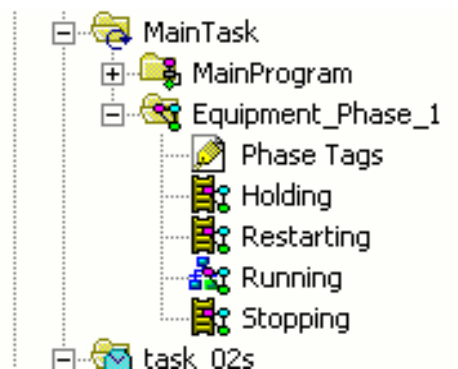 MainTask
MainProgram
Equipment_Phase_1
Phase Tags
Holding
Restarting
Running
Stopping
task_02s